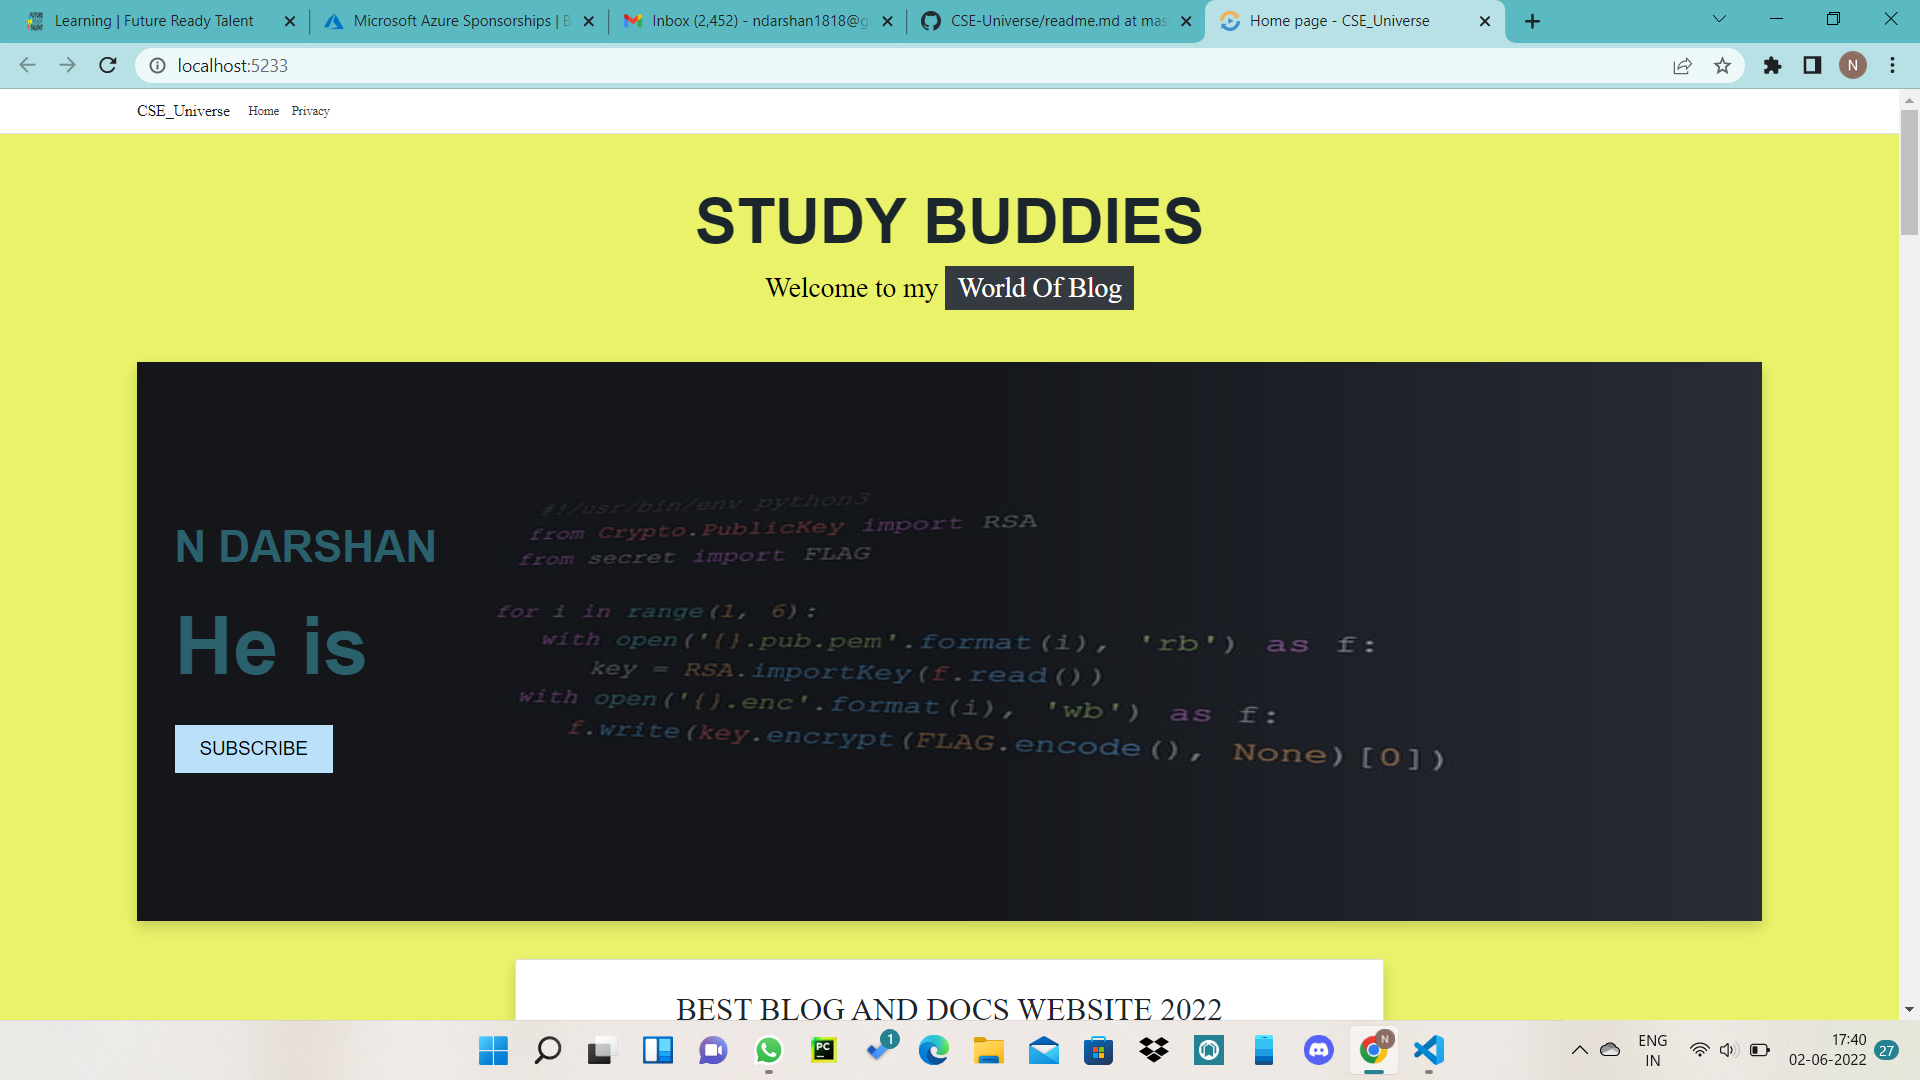 Learning | Future Ready Talent
Microsoft Azure Sponsorships | B
Inbox (2,452) - ndarshan1818@g
CSE-Universe/readme.md at mas
Home page - CSE_Universe
localhost:5233
N
CSE_Universe Home Privacy
STUDY BUDDIES
Welcome to my World Of Blog
#!/usr/bin/env python3
from Crypto.PublicKey import RSA
from secret import FLAG
for i in range(1, 6):
with open('{}.pub.pem'.format(i), 'rb') as f:
key = RSA.importKey(f.read())
with open('{}.enc'.format(i), 'wb') as f:
f.write(key.encrypt(FLAG.encode(), None)[0])
N DARSHAN
He is
SUBSCRIBE
BEST BLOG AND DOCS WEBSITE 2022
PC
1
N
ENG
IN
17:40
02-06-2022
27